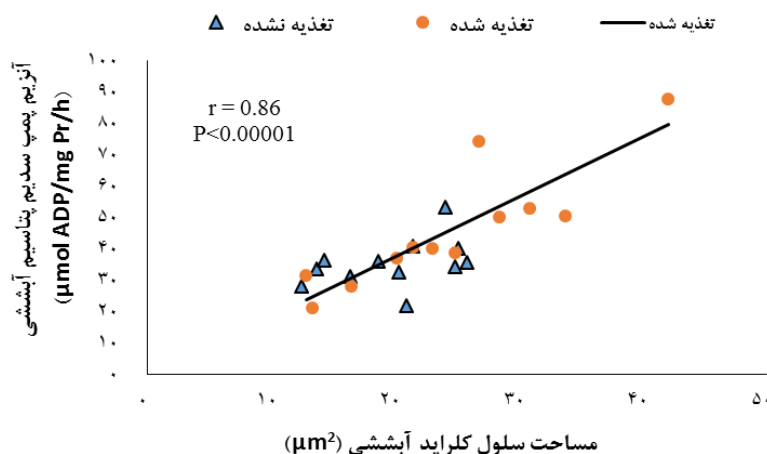 تغذیه نشده تغذیه شده تغذیه شده
آنزیم پمپ سدیم پتاسیم آبششی
(µmol ADP/mg Pr/h)
۱۰۰
۹۰
۸۰
۷۰
۶۰
۵۰
۴۰
۳۰
۲۰
۱۰
۰
r = 0.86
P<0.00001
۰ ۱۰ ۲۰ ۳۰ ۴۰ ۵۰
مساحت سلول کلراید آبششی (µm²)